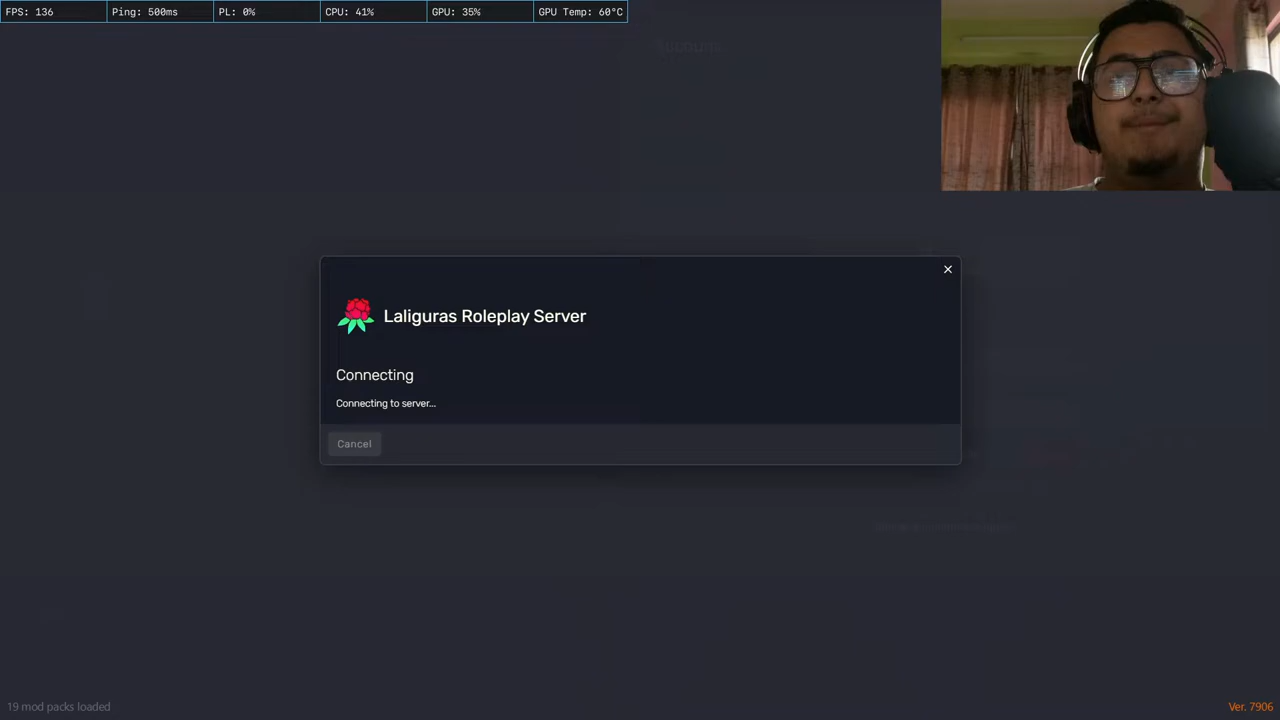 FPS: 136 Ping: 500ms PL: 0% CPU: 41% GPU: 35% GPU Temp: 60°C
Laliguras Roleplay Server
Connecting
Connecting to server...
Cancel
19 mod packs loaded
Ver. 7906